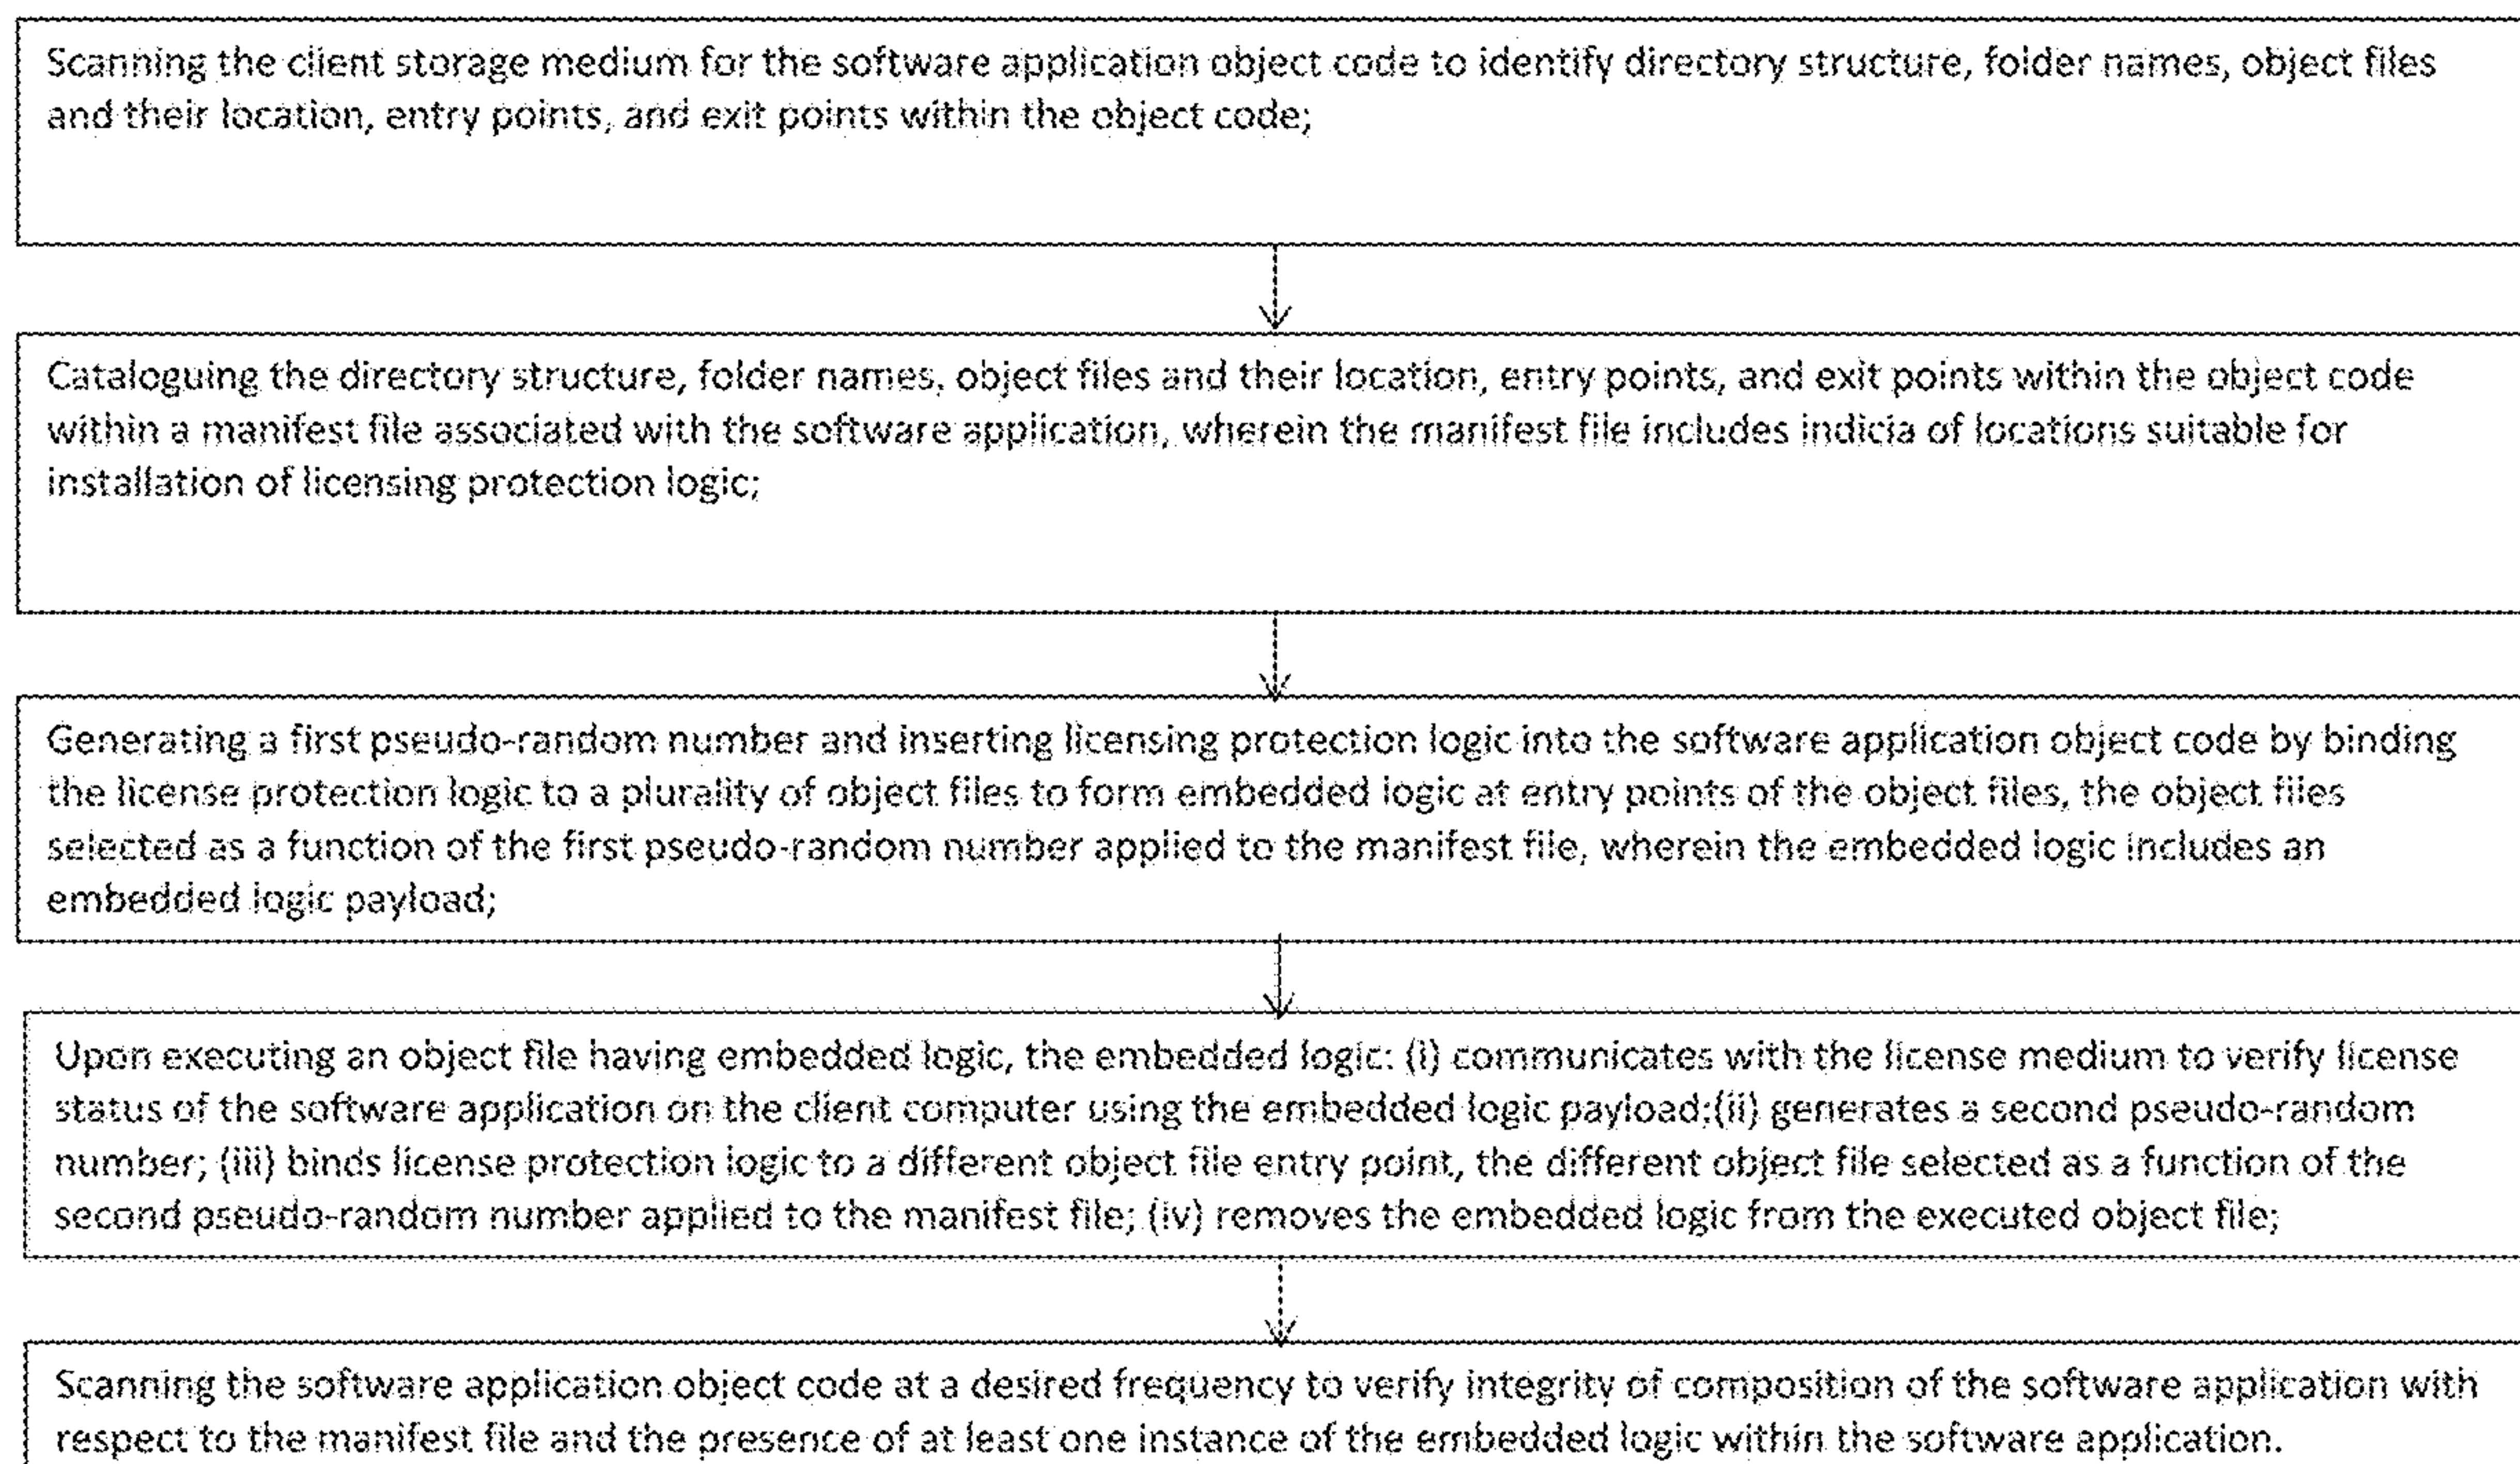 Scanning the client storage medium for the software application object code to identify directory structure, folder names, object files
and their location, entry points, and exit points within the object code;
Cataloguing the directory structure, folder names, object files and their location, entry points, and exit points within the object code
within a manifest file associated with the software application, wherein the manifest file includes indicia of locations suitable for
installation of licensing protection logic;
Generating a first pseudo-random number and inserting licensing protection logic into the software application object code by binding
the license protection logic to a plurality of object files to form embedded logic at entry points of the object files, the object files
selected as a function of the first pseudo-random number applied to the manifest file, wherein the embedded logic includes an
embedded logic payload;
Upon executing an object file having embedded logic, the embedded logic: (i) communicates with the license medium to verify license
status of the software application on the client computer using the embedded logic payload;(ii) generates a second pseudo-random
number; (iii) binds license protection logic to a different object file entry point, the different object file selected as a function of the
second pseudo-random number applied to the manifest file; (iv) removes the embedded logic from the executed object file;
Scanning the software application object code at a desired frequency to verify integrity of composition of the software application with
respect to the manifest file and the presence of at least one instance of the embedded logic within the software application.